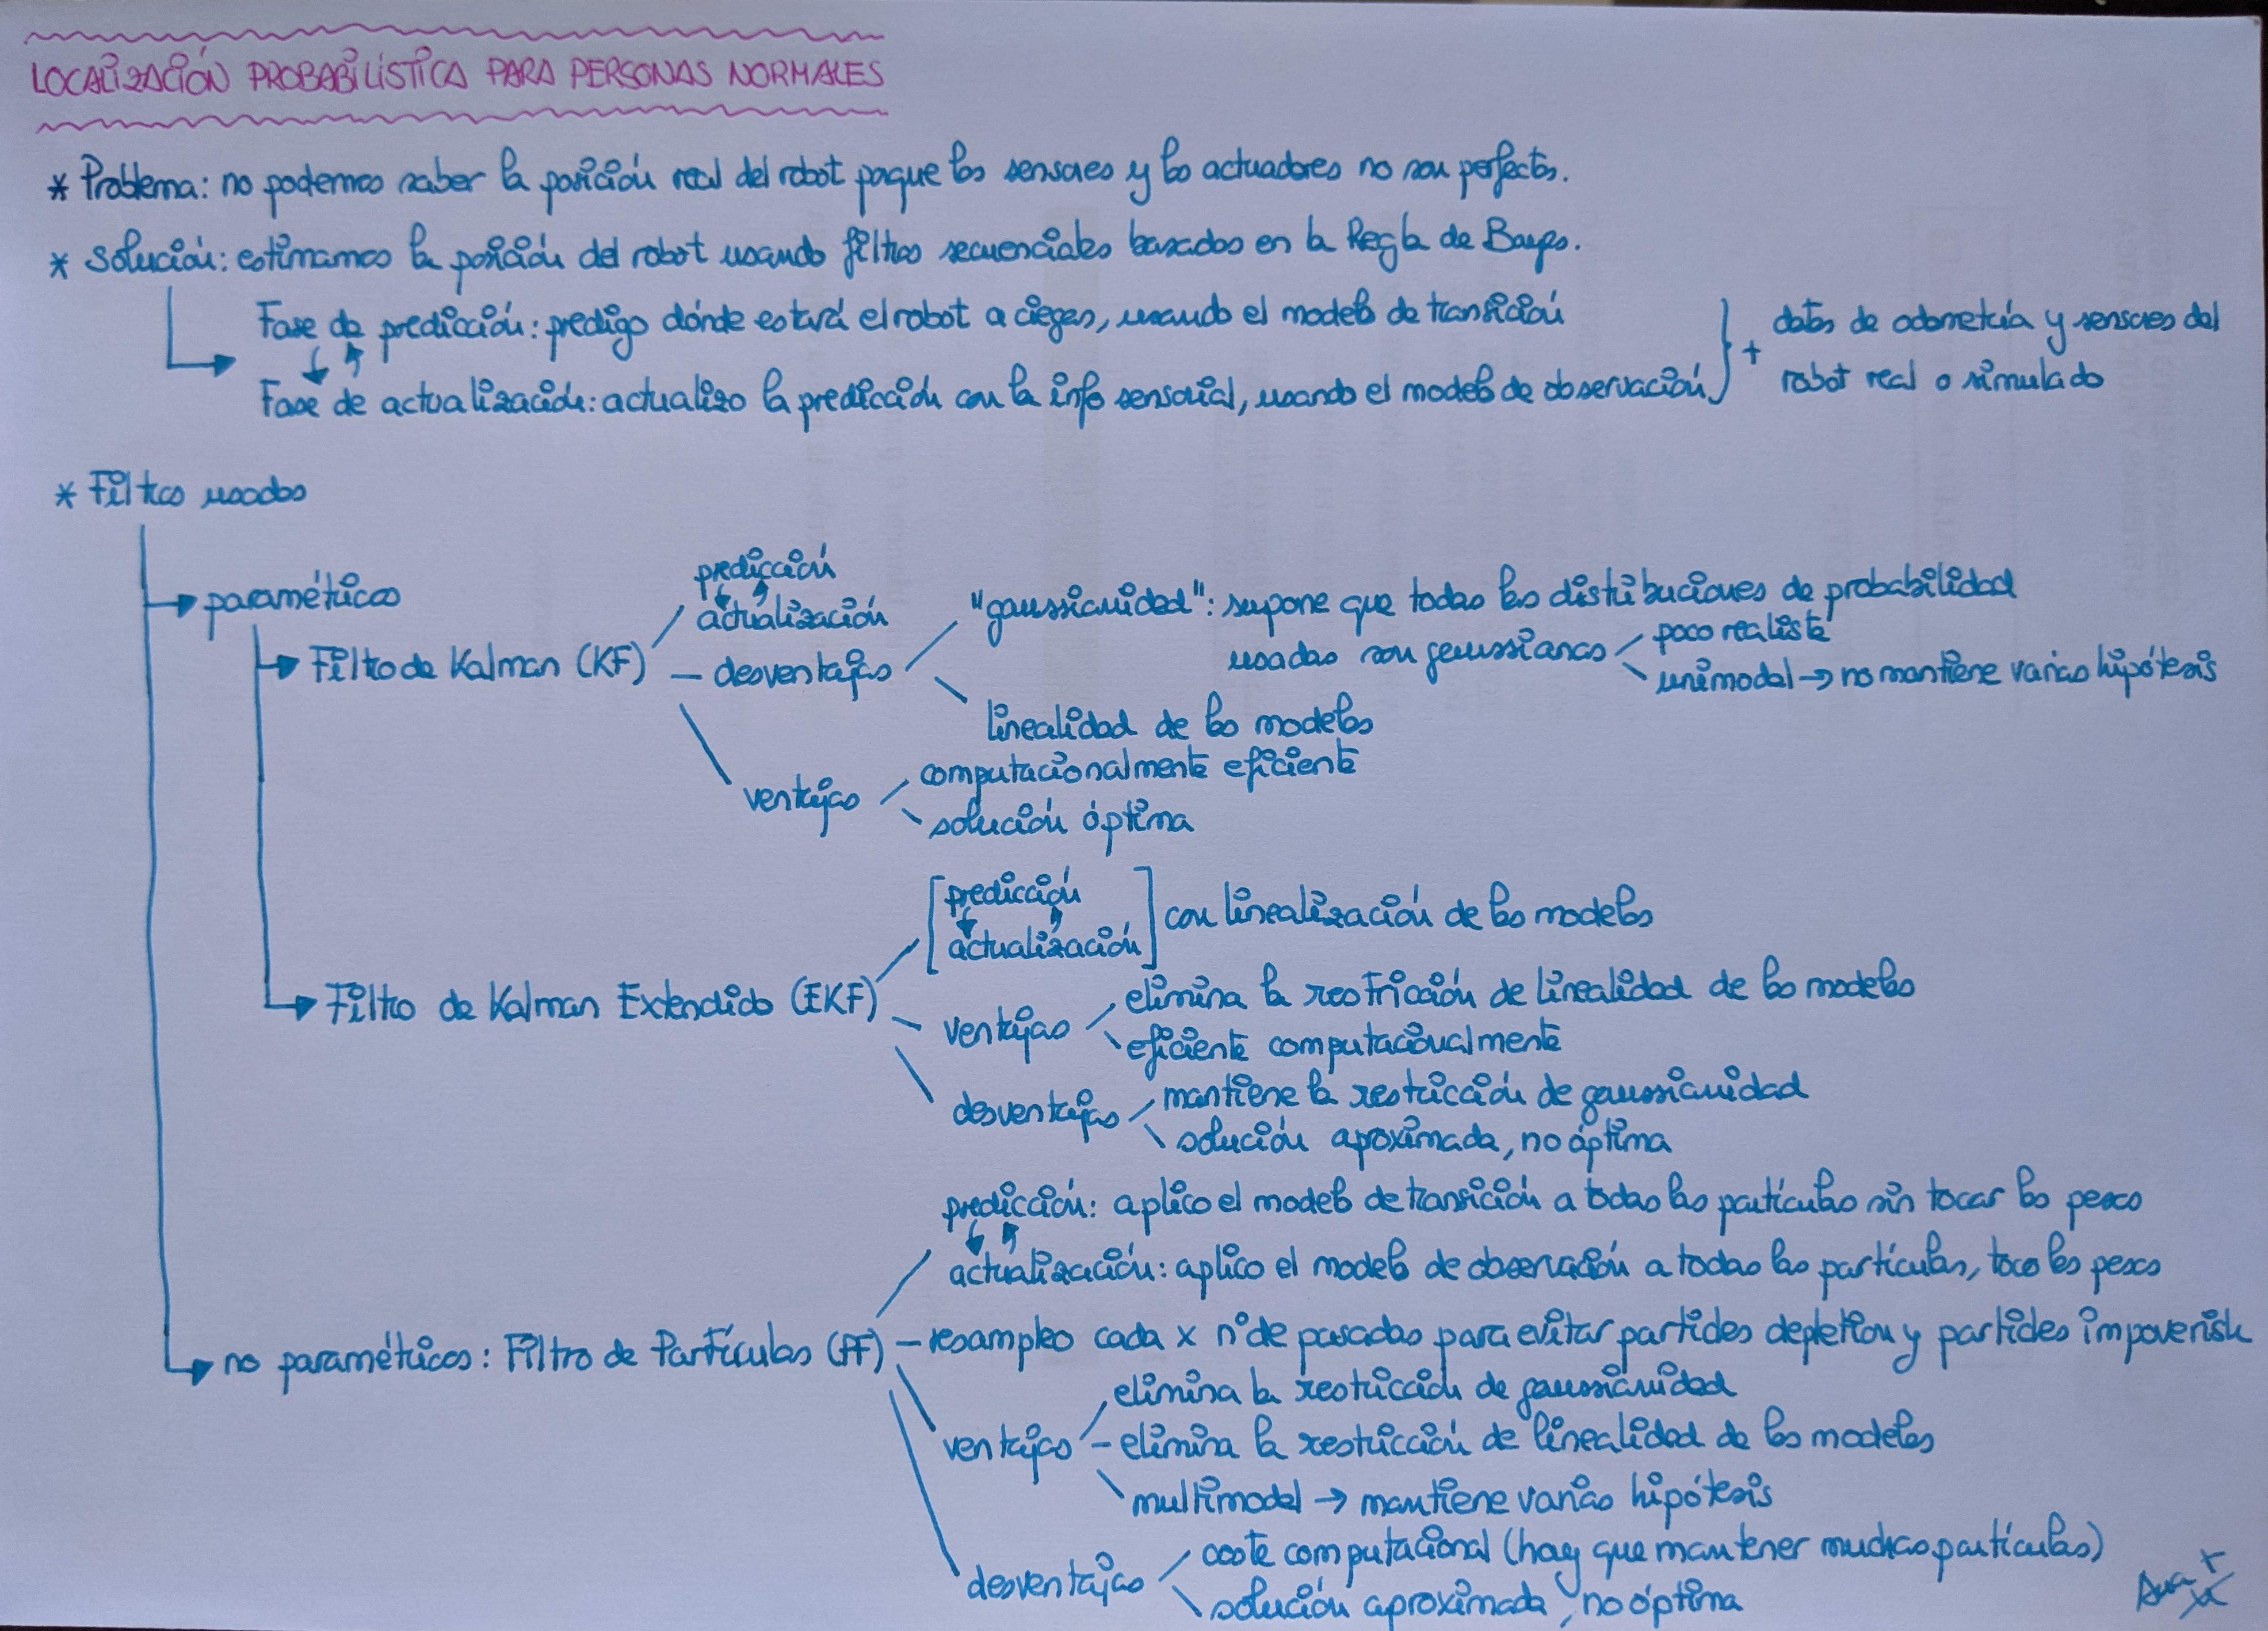 LOCALIZACIÓN PROBABILÍSTICA PARA PERSONAS NORMALES
* Problema: no podemos saber la posición real del robot porque los sensores y los actuadores no son perfectos.
* Solución: estimamos la posición del robot usando filtros secuenciales basados en la Regla de Bayes.
Fase de predicción: predigo dónde estará el robot a ciegas, usando el modelo de transición
Fase de actualización: actualizo la predicción con la info sensorial, usando el modelo de observación
+ datos de odometría y sensores del
robot real o simulado
* Filtros usados
paramétricos
Filtro de Kalman (KF)
predicción
actualización
desventajas
"gaussianidad": supone que todas las distribuciones de probabilidad
usadas son gaussianas
poco realista
unimodal → no mantiene varias hipótesis
linealidad de los modelos
ventajas
computacionalmente eficiente
solución óptima
Filtro de Kalman Extendido (EKF)
predicción
actualización
con linealización de los modelos
ventajas
elimina la restricción de linealidad de los modelos
eficiente computacionalmente
desventajas
mantiene la restricción de gaussianidad
solución aproximada, no óptima
no paramétricos: Filtro de Partículas (PF)
predicción: aplico el modelo de transición a todas las partículas sin tocar los pesos
actualización: aplico el modelo de observación a todas las partículas, toco los pesos
resampleo cada x nº de pasadas para evitar particles depletion y particles impoverish
ventajas
elimina la restricción de gaussianidad
elimina la restricción de linealidad de los modelos
multimodal → mantiene varias hipótesis
desventajas
coste computacional (hay que mantener muchas partículas)
solución aproximada, no óptima